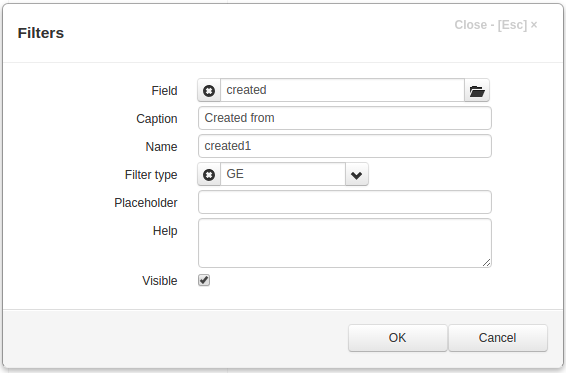 Filters
Close - [Esc] ×
Field created
Caption Created from
Name created1
Filter type GE
Placeholder
Help
Visible
OK Cancel